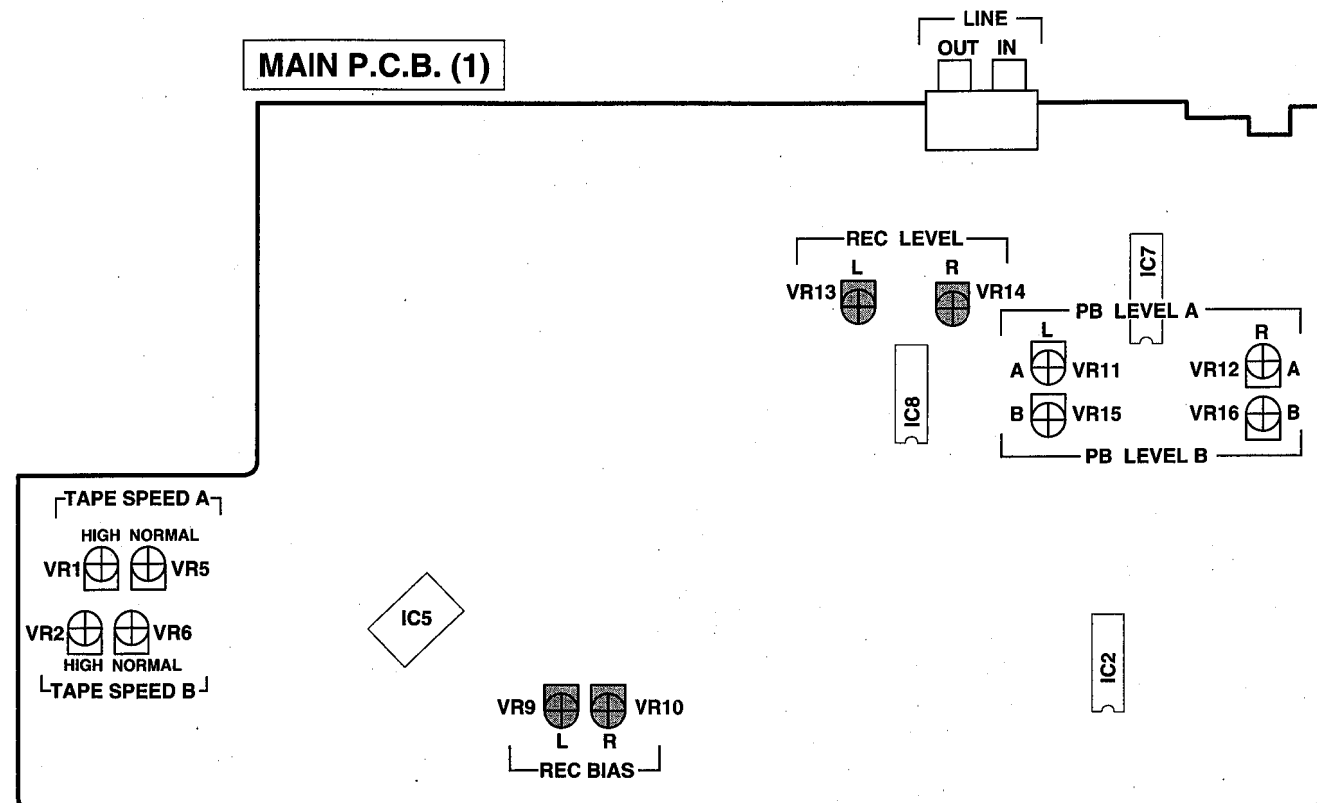 LINE
OUT IN
MAIN P.C.B. (1)
REC LEVEL
L R
VR13 VR14
IC7
PB LEVEL A
L R
A VR11 VR12 A
B VR15 VR16 B
PB LEVEL B
IC8
TAPE SPEED A
HIGH NORMAL
VR1 VR5
VR2 VR6
HIGH NORMAL
TAPE SPEED B
IC5
IC2
VR9 VR10
L R
REC BIAS